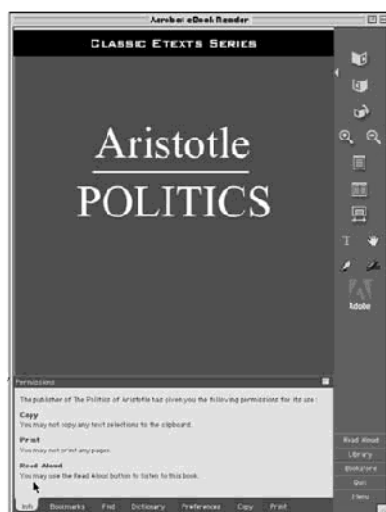 Acrobat eBook Reader
CLASSIC ETEXTS SERIES
Aristotle
POLITICS
T
Adobe
Permissions
The publisher of The Politics of Aristotle has given you the following permissions for its use:
Copy
You may not copy any text selections to the clipboard.
Print
You may not print any pages.
Read Aloud
You may use the Read Aloud button to listen to this book.
Read Aloud
Library
Bookstore
Quit
Menu
Info Bookmarks Find Dictionary Preferences Copy Print